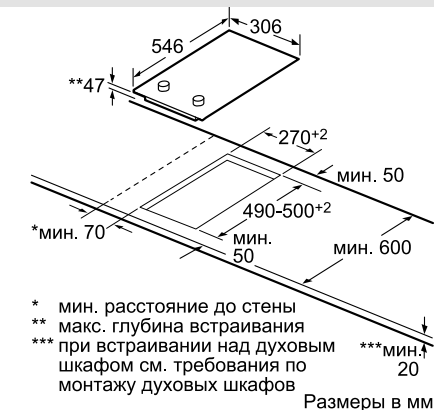 546
306
**47
270+2
мин. 50
490-500+2
*мин. 70
мин.
50
мин. 600
* мин. расстояние до стены
** макс. глубина встраивания
*** при встраивании над духовым
шкафом см. требования по
монтажу духовых шкафов
***мин.
20
Размеры в мм